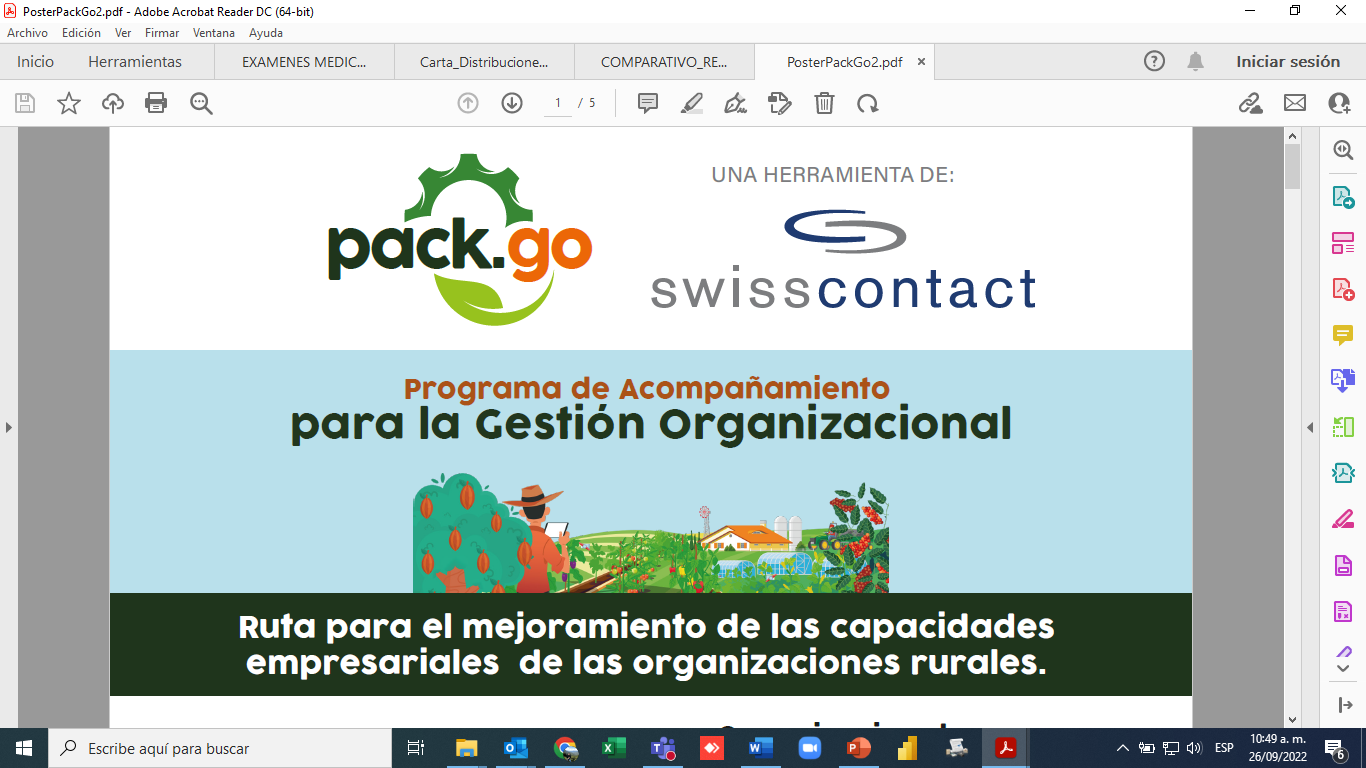 PosterPackGo2.pdf - Adobe Acrobat Reader DC (64-bit)
Archivo Edición Ver Firmar Ventana Ayuda
Inicio Herramientas EXAMENES MEDIC... Carta_Distribucione... COMPARATIVO_RE... PosterPackGo2.pdf Iniciar sesión
1 / 5
pack.go
UNA HERRAMIENTA DE:
swisscontact
Programa de Acompañamiento
para la Gestión Organizacional
Ruta para el mejoramiento de las capacidades
empresariales de las organizaciones rurales.
Escribe aquí para buscar
ESP
10:49 a. m.
26/09/2022
6